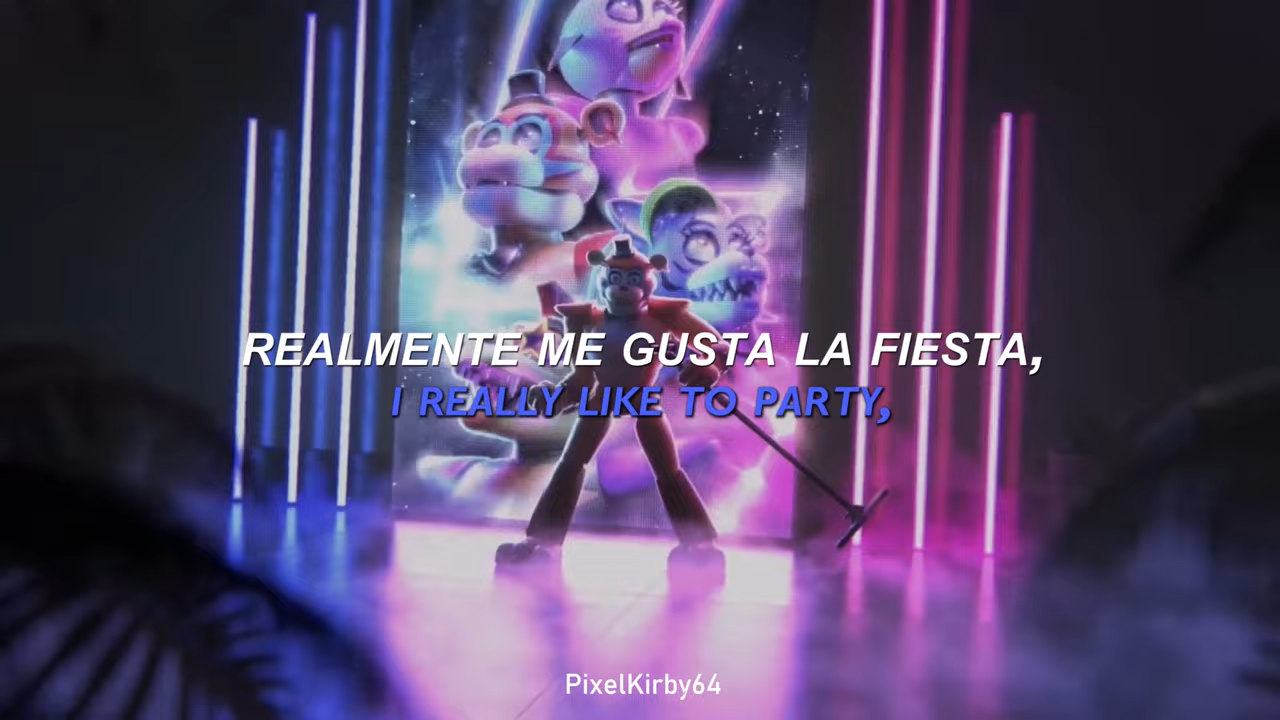 REALMENTE ME GUSTA LA FIESTA,
I REALLY LIKE TO PARTY,
PixelKirby64